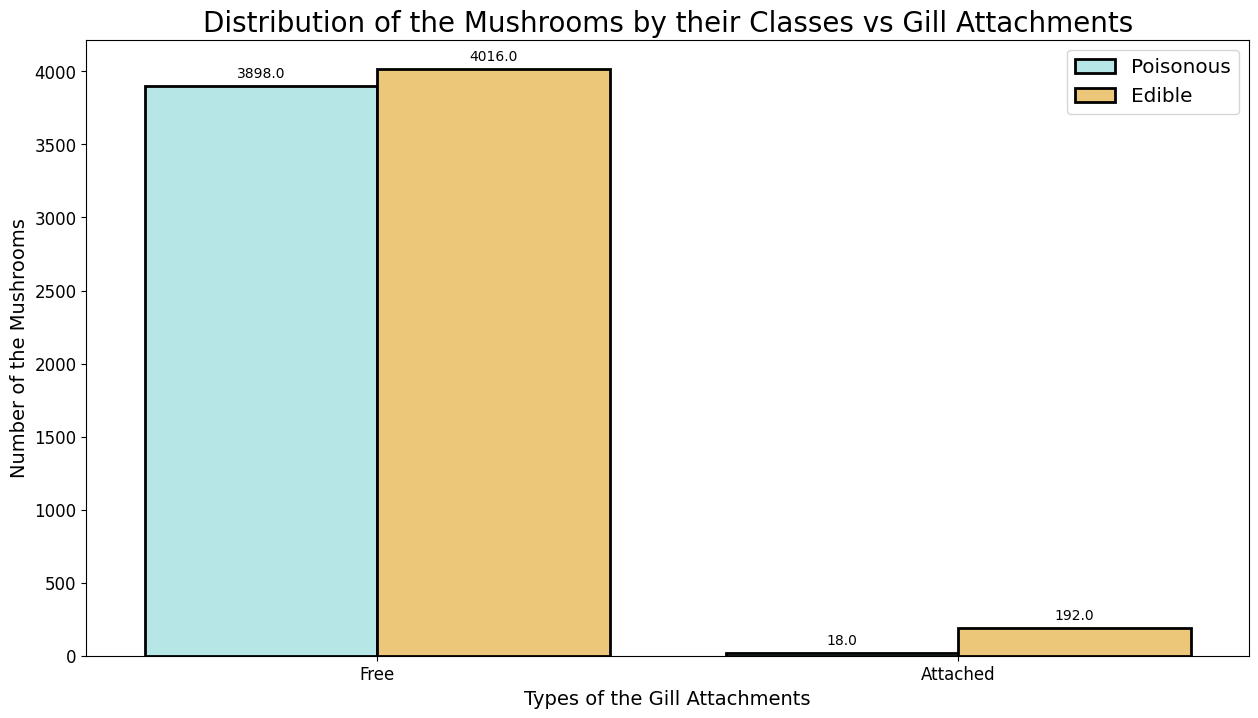 Distribution of the Mushrooms by their Classes vs Gill Attachments
Poisonous
Edible
3898.0
4016.0
18.0
192.0
4000
3500
3000
2500
2000
1500
1000
500
0
Number of the Mushrooms
Free
Attached
Types of the Gill Attachments